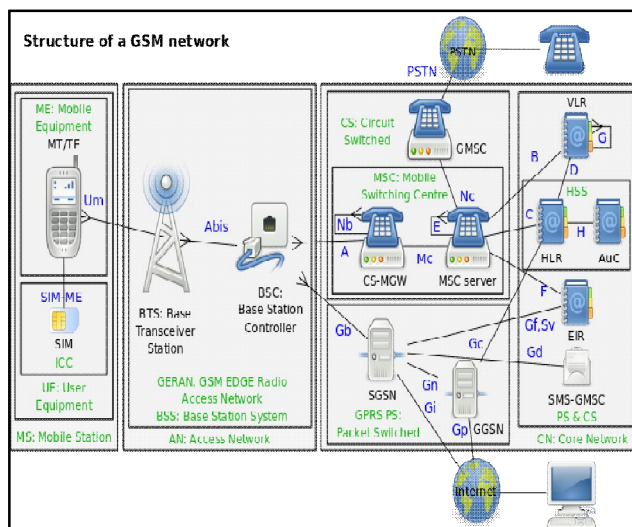 Structure of a GSM network
PSTN
PSTN
ME: Mobile
Equipment
MT/TE
Um
SIM-ME
SIM
ICC
UE: User
Equipment
MS: Mobile Station
Abis
BTS: Base
Transceiver
Station
BSC:
Base Station
Controller
GERAN: GSM EDGE Radio
Access Network
BSS: Base Station System
AN: Access Network
CS: Circuit
Switched
GMSC
MSC: Mobile
Switching Centre
Nc
Nb
E
A
Mc
CS-MGW
MSC server
VLR
G
B
D
HSS
C
H
HLR
AuC
F
EIR
Gf,Sv
Gd
SMS-GMSC
PS & CS
CN: Core Network
Gb
Gc
SGSN
Gn
Gi
GPRS PS:
Packet Switched
Gp
GGSN
Internet